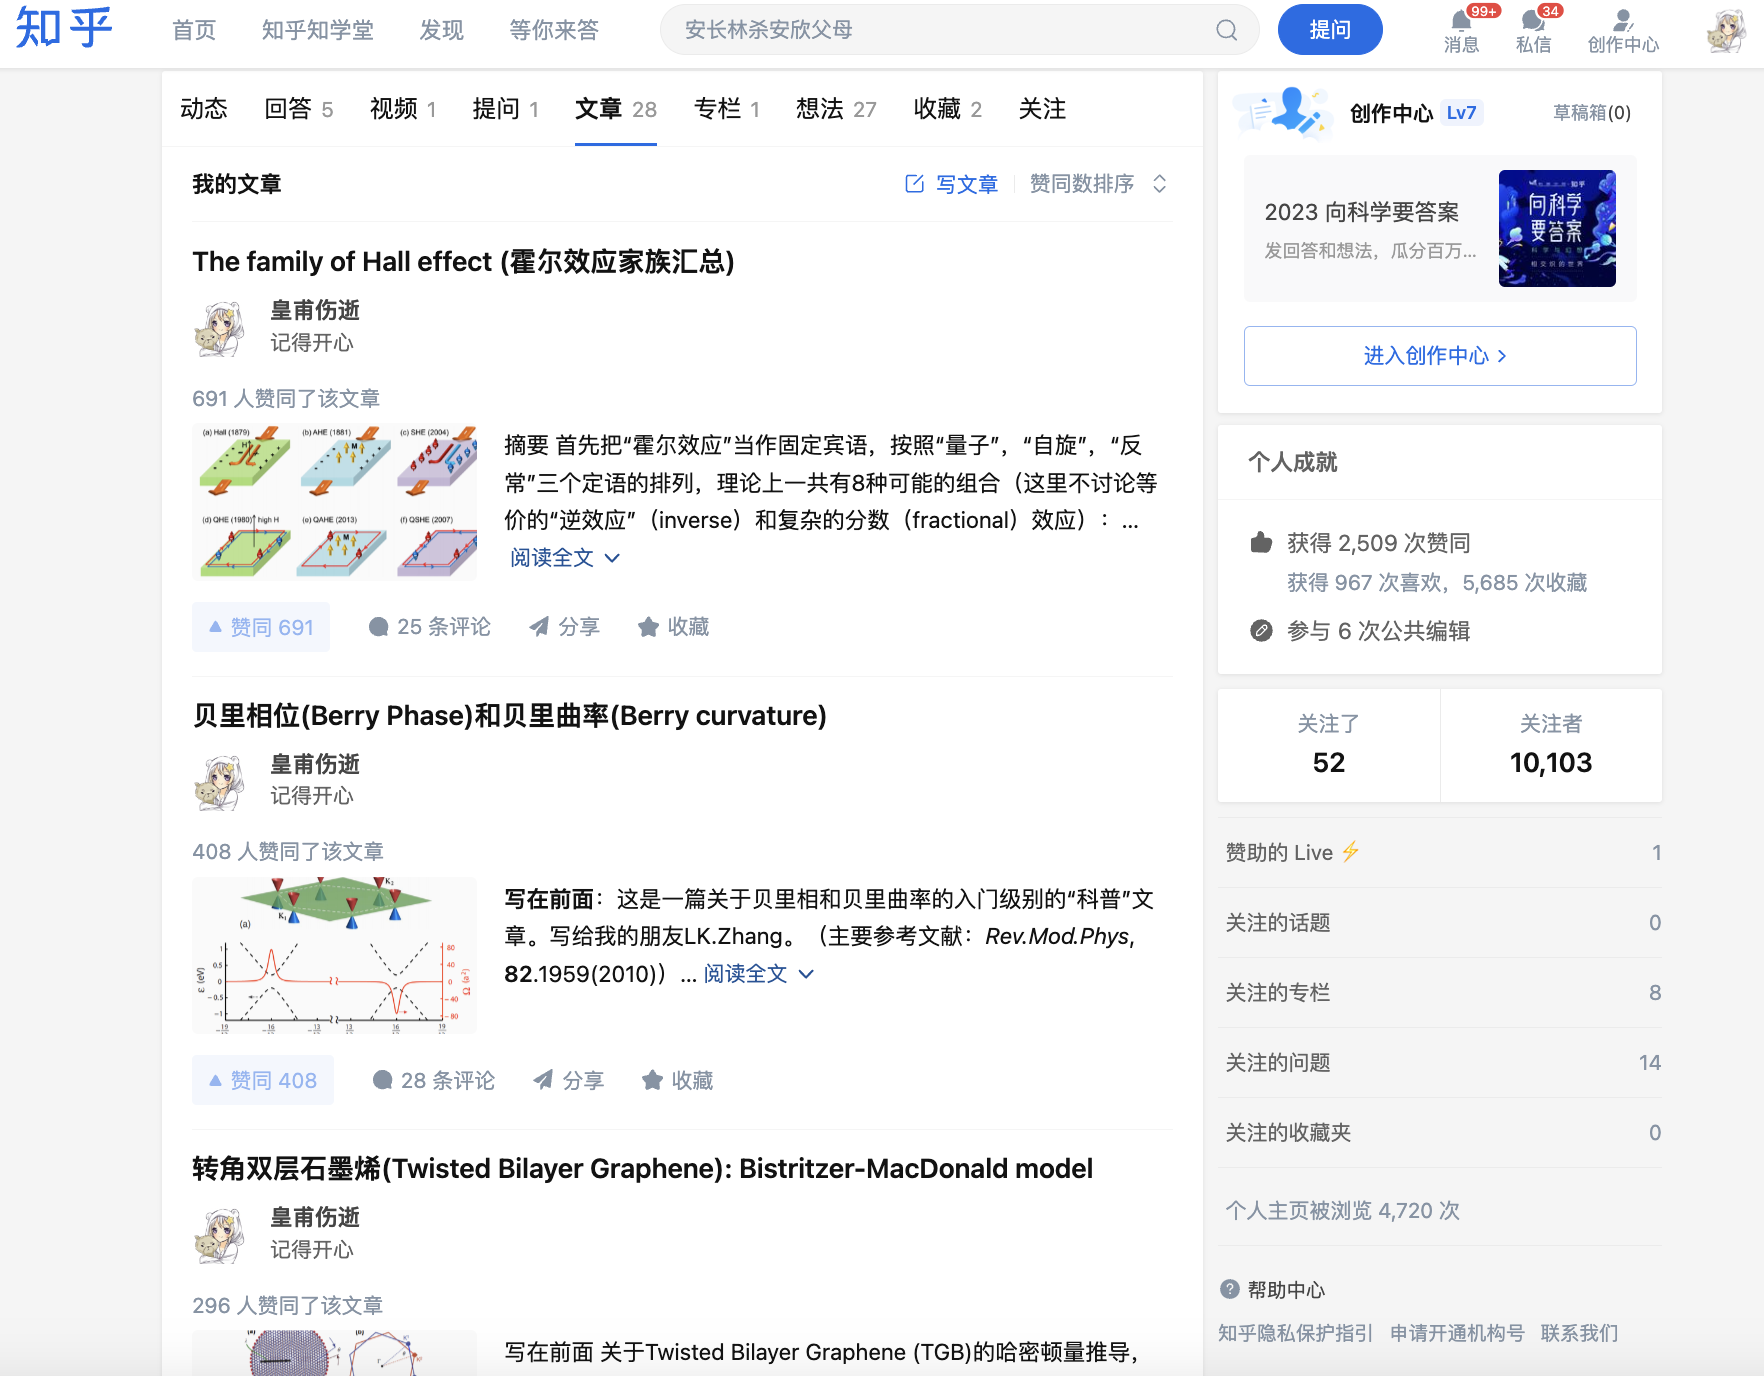 知乎
首页 知乎知学堂 发现 等你来答
安长林杀安欣父母
提问
99+ 消息
34 私信
创作中心
动态 回答 5 视频 1 提问 1 文章 28 专栏 1 想法 27 收藏 2 关注
我的文章
写文章 赞同数排序
The family of Hall effect (霍尔效应家族汇总)
皇甫伤逝
记得开心
691 人赞同了该文章
(a) Hall (1879) (b) AHE (1881) (c) SHE (2004)
H M
(d) QHE (1980) high H (e) QAHE (2013) (f) QSHE (2007)
M
摘要 首先把“霍尔效应”当作固定宾语，按照“量子”，“自旋”，“反
常”三个定语的排列，理论上一共有8种可能的组合（这里不讨论等
价的“逆效应”（inverse）和复杂的分数（fractional）效应）：...
阅读全文
赞同 691 25 条评论 分享 收藏
贝里相位(Berry Phase)和贝里曲率(Berry curvature)
皇甫伤逝
记得开心
408 人赞同了该文章
K₁ K₂
(a)
ε (eV) 1 0.5 0 −0.5 −1
80 40 0 −40 −80 Ω (a²)
写在前面：这是一篇关于贝里相和贝里曲率的入门级别的“科普”文
章。写给我的朋友LK.Zhang。（主要参考文献：Rev.Mod.Phys,
82.1959(2010)）... 阅读全文
赞同 408 28 条评论 分享 收藏
转角双层石墨烯(Twisted Bilayer Graphene): Bistritzer-MacDonald model
皇甫伤逝
记得开心
296 人赞同了该文章
写在前面 关于Twisted Bilayer Graphene (TGB)的哈密顿量推导，
创作中心 Lv7 草稿箱(0)
2023 向科学要答案
发回答和想法，瓜分百万...
知乎
向科学
要答案
相交织的世界
进入创作中心
个人成就
获得 2,509 次赞同
获得 967 次喜欢，5,685 次收藏
参与 6 次公共编辑
关注了 关注者
52 10,103
赞助的 Live 1
关注的话题 0
关注的专栏 8
关注的问题 14
关注的收藏夹 0
个人主页被浏览 4,720 次
帮助中心
知乎隐私保护指引 申请开通机构号 联系我们